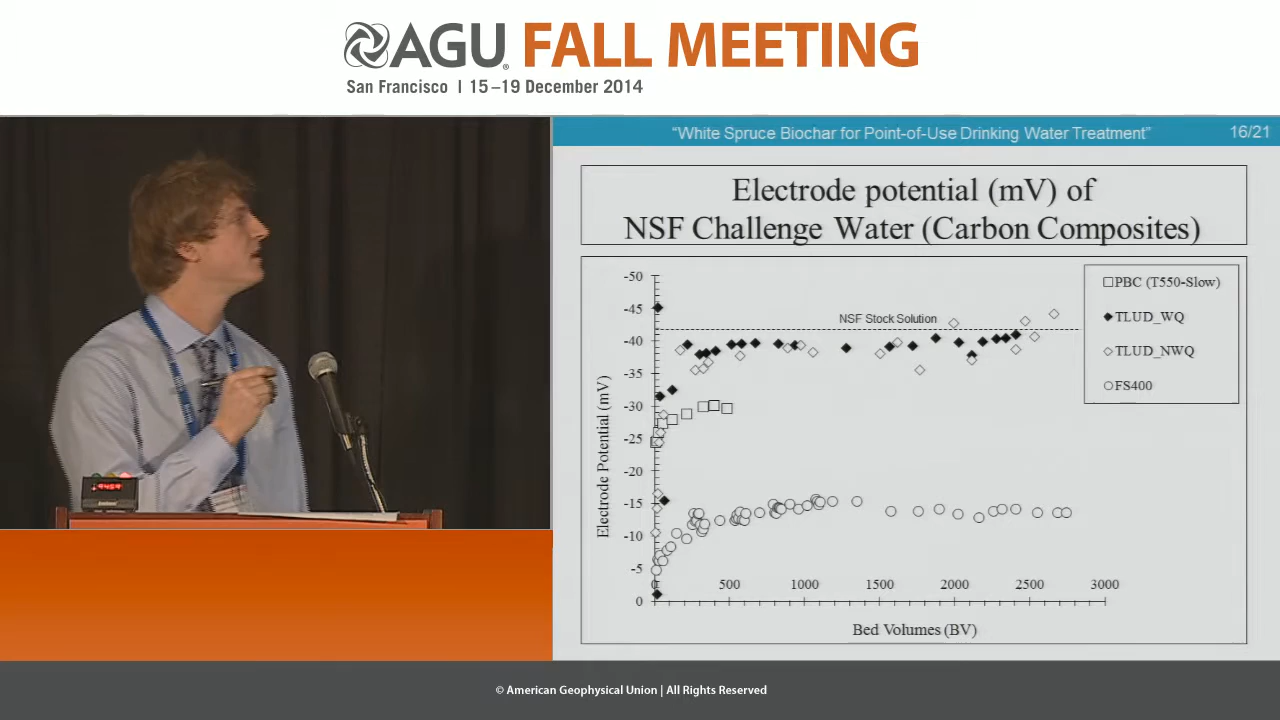 AGU FALL MEETING
San Francisco | 15–19 December 2014
“White Spruce Biochar for Point-of-Use Drinking Water Treatment” 16/21
Electrode potential (mV) of
NSF Challenge Water (Carbon Composites)
-50
-45
-40
-35
-30
-25
-20
-15
-10
-5
0
Electrode Potential (mV)
NSF Stock Solution
PBC (T550-Slow)
TLUD_WQ
TLUD_NWQ
FS400
0 500 1000 1500 2000 2500 3000
Bed Volumes (BV)
© American Geophysical Union | All Rights Reserved